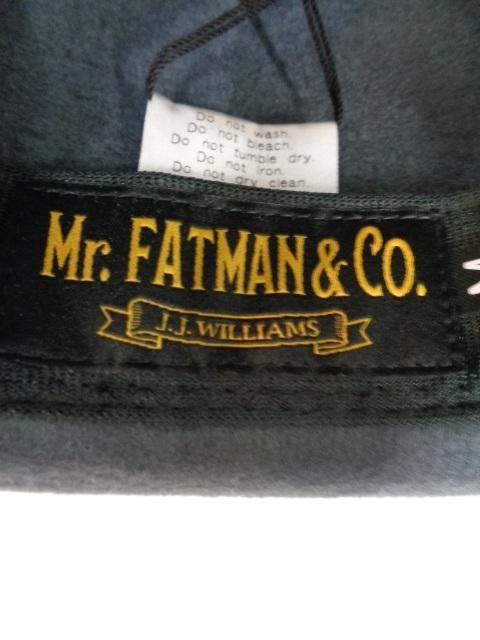 Do not wash.
Do not bleach.
Do not tumble dry.
Do not iron.
Do not dry clean.
Mr. FATMAN & CO.
J.J. WILLIAMS